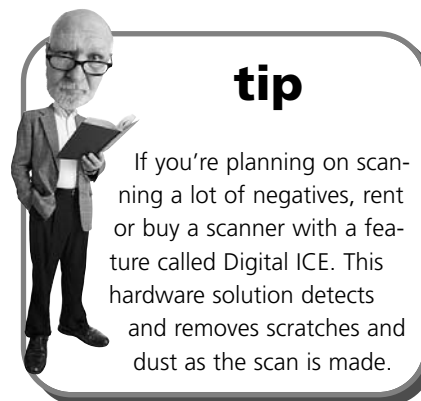 tip
If you're planning on scan-
ning a lot of negatives, rent
or buy a scanner with a fea-
ture called Digital ICE. This
hardware solution detects
and removes scratches and
dust as the scan is made.